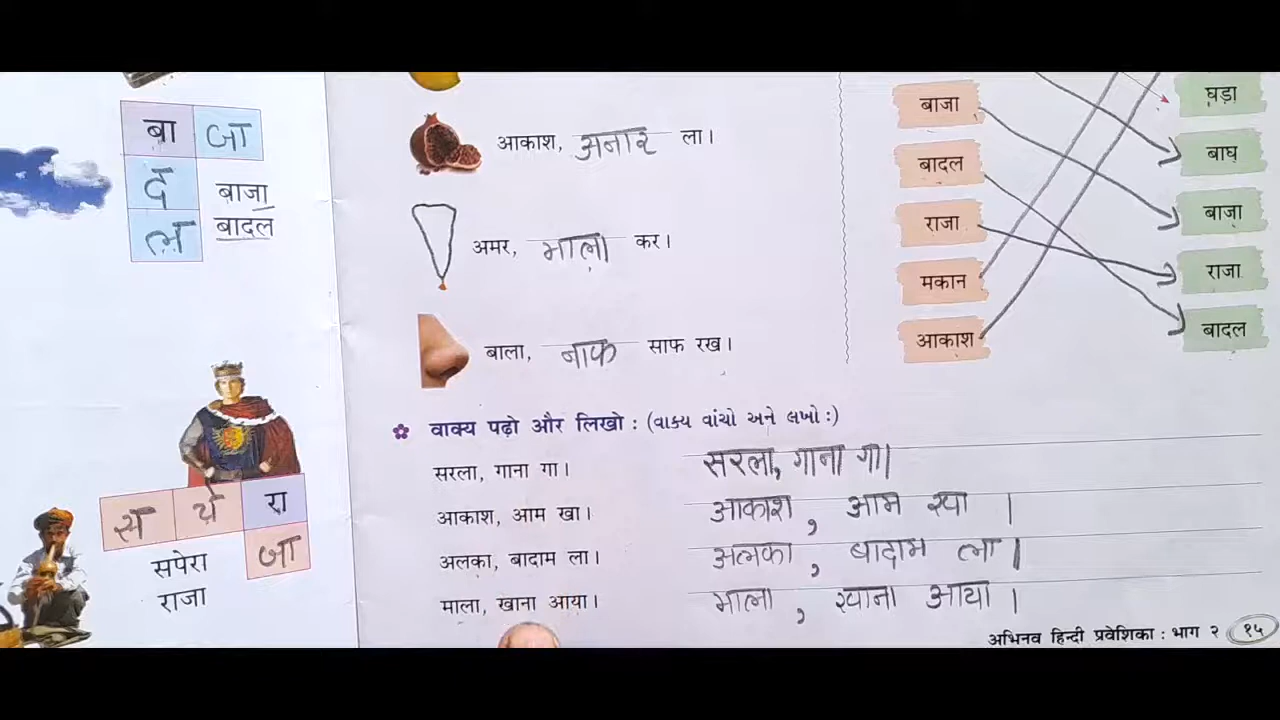 बा जा
द
ल
बाजा
बादल
स पे रा
जा
सपेरा
राजा
आकाश, अनार ला।
अमर, माला कर।
बाला, नाक साफ रख।
बाजा
बादल
राजा
मकान
आकाश
घड़ा
बाघ
बाजा
राजा
बादल
वाक्य पढ़ो और लिखो : (વાક્ય વાંચો અને લખો :)
सरला, गाना गा। सरला, गाना गा।
आकाश, आम खा। आकाश, आम खा ।
अलका, बादाम ला। अलका, बादाम ला ।
माला, खाना आया। माला, खाना आया ।
अभिनव हिन्दी प्रवेशिका : भाग २ १५